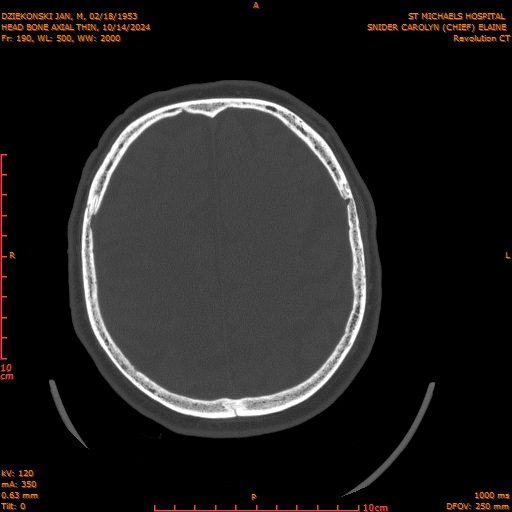 A
DZIEKONSKI JAN, M, 02/18/1953
HEAD BONE AXIAL THIN, 10/14/2024
Fr: 190, WL: 500, WW: 2000
ST MICHAELS HOSPITAL
SNIDER CAROLYN (CHIEF) ELAINE
Revolution CT
R
L
10
cm
kV: 120
mA: 350
0.63 mm
Tilt: 0
P
10cm
1000 ms
DFOV: 250 mm